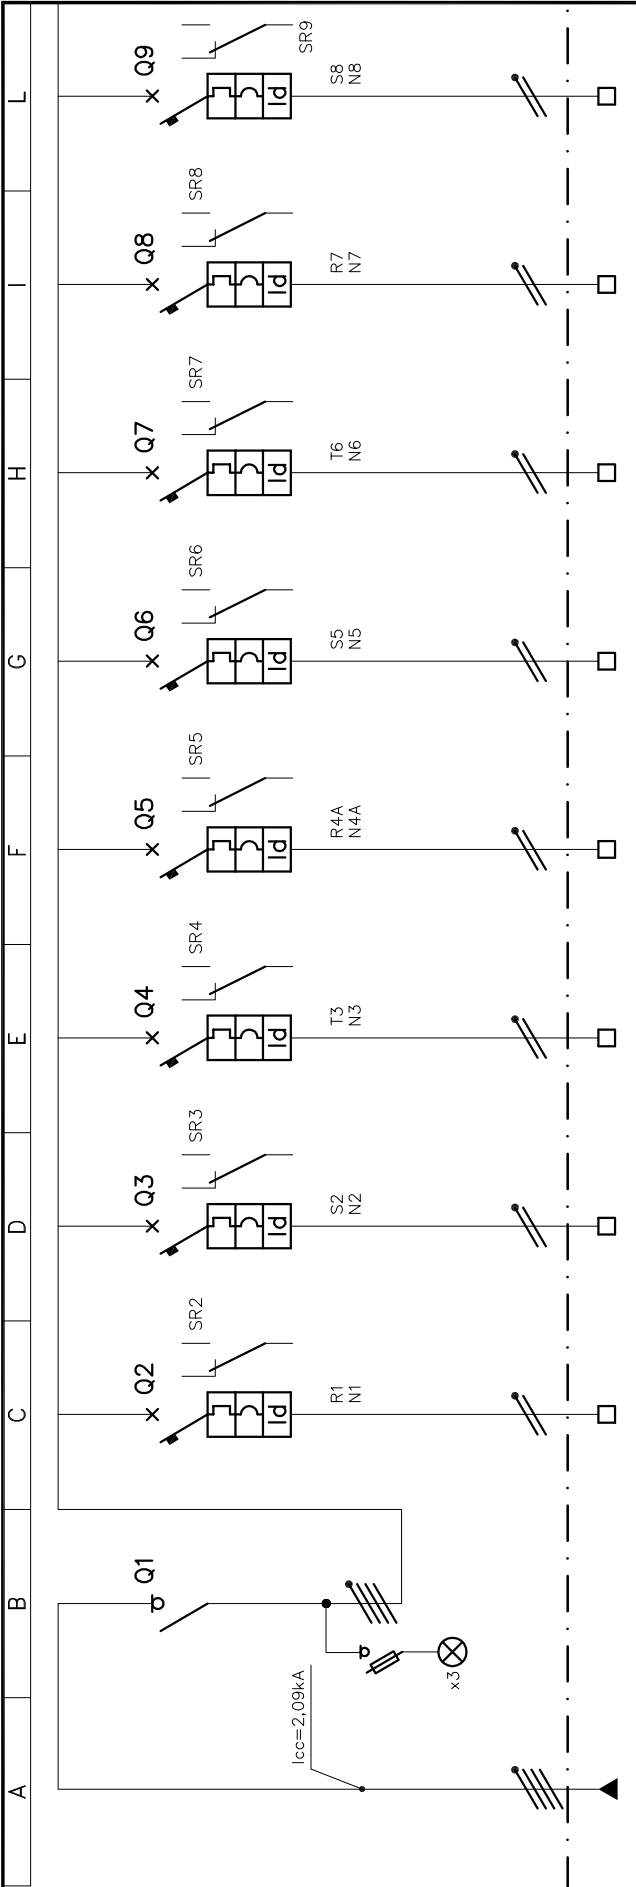 A
B
C
D
E
F
G
H
I
L
Q1
Q2
Q3
Q4
Q5
Q6
Q7
Q8
Q9
SR2
SR3
SR4
SR5
SR6
SR7
SR8
SR9
Id
Id
Id
Id
Id
Id
Id
Id
Icc=2,09kA
x3
R1
N1
S2
N2
T3
N3
R4A
N4A
S5
N5
T6
N6
R7
N7
S8
N8